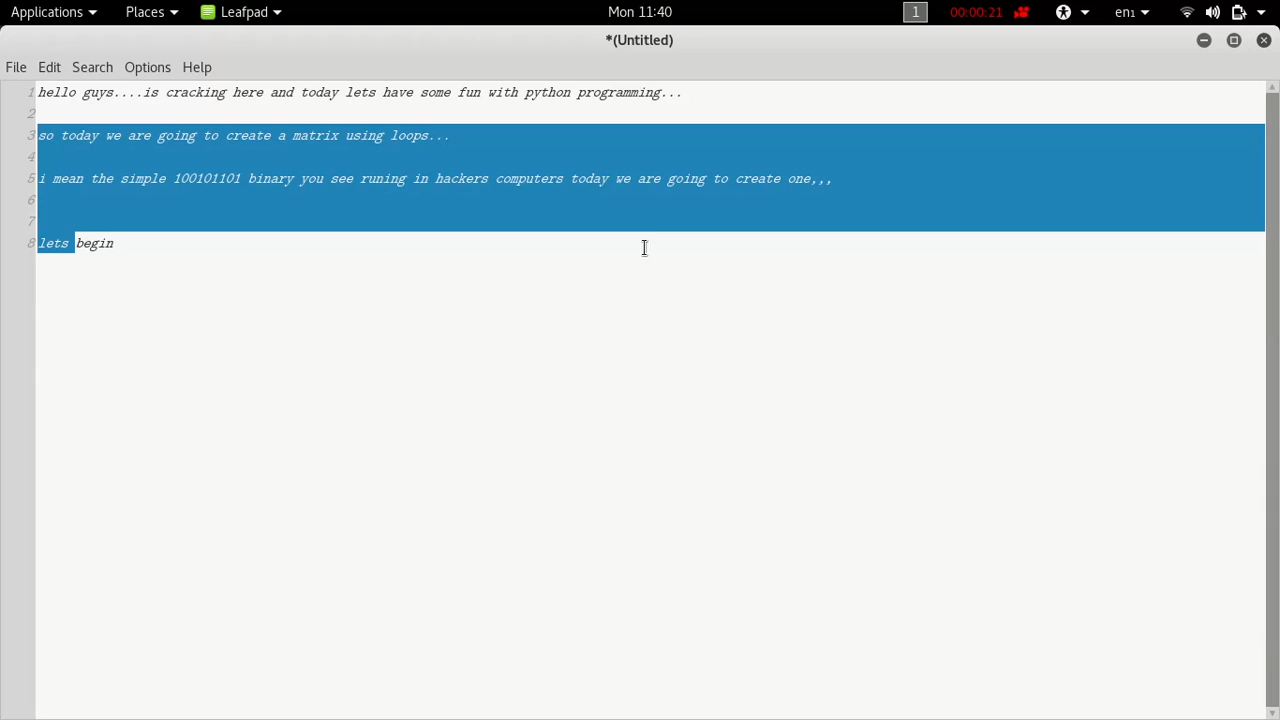 Applications Places Leafpad Mon 11:40 1 00:00:21 en1
*(Untitled)
File Edit Search Options Help
1 hello guys....is cracking here and today lets have some fun with python programming...
2
3 so today we are going to create a matrix using loops...
4
5 i mean the simple 100101101 binary you see runing in hackers computers today we are going to create one,,,
6
7
8 lets begin